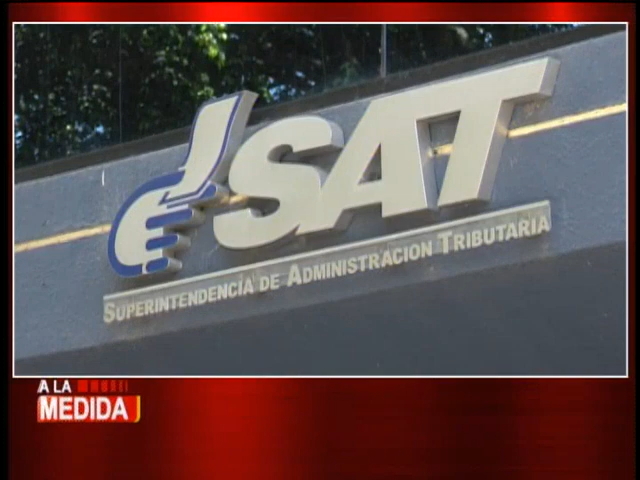 SAT
SUPERINTENDENCIA DE ADMINISTRACION TRIBUTARIA
A LA
MEDIDA